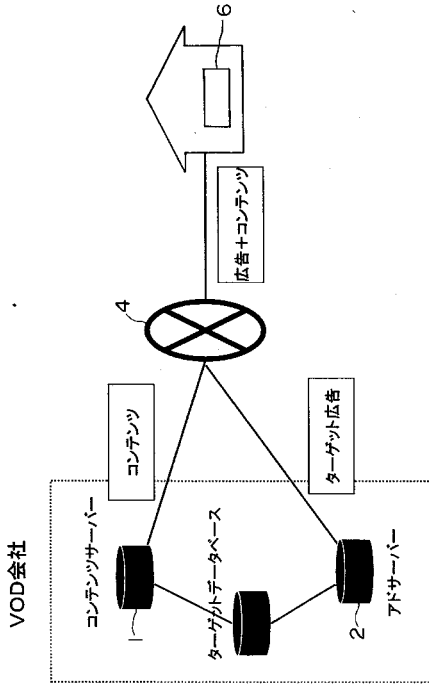 VOD会社
コンテンツサーバー
1
ターゲットデータベース
2
アドサーバー
コンテンツ
ターゲット広告
4
広告+コンテンツ
6